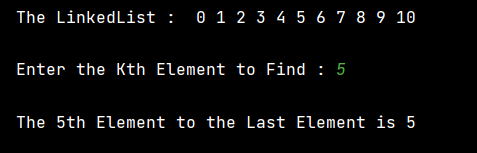 The LinkedList :  0 1 2 3 4 5 6 7 8 9 10
Enter the Kth Element to Find : 5
The 5th Element to the Last Element is 5